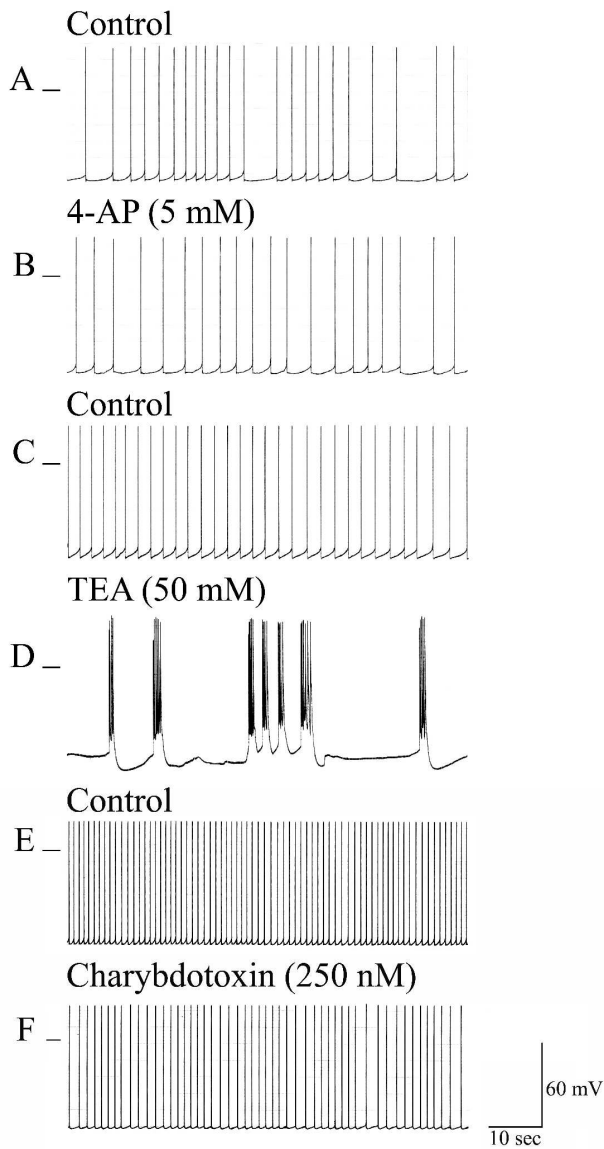 Control
A
4-AP (5 mM)
B
Control
C
TEA (50 mM)
D
Control
E
Charybdotoxin (250 nM)
F
60 mV
10 sec